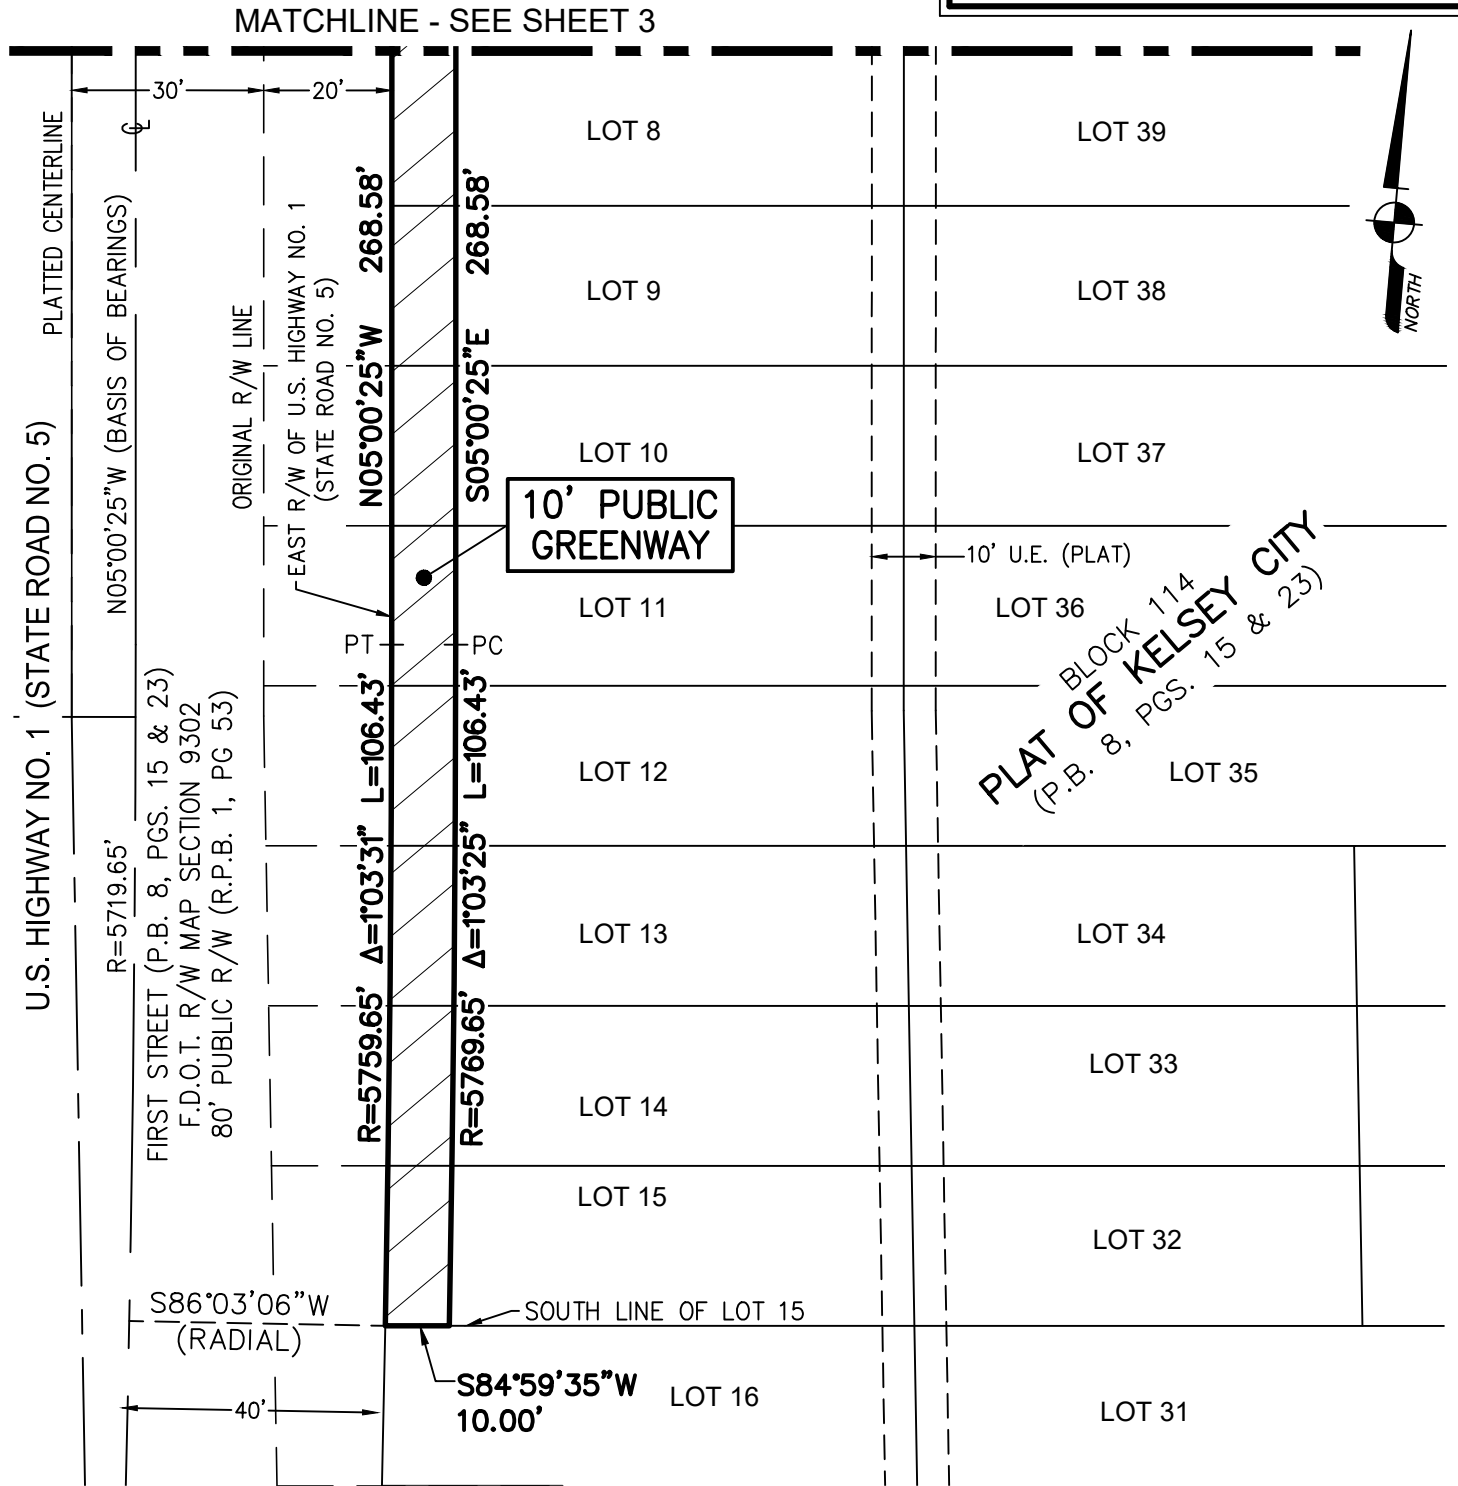 MATCHLINE - SEE SHEET 3
30'
20'
PLATTED CENTERLINE
N05°00'25"W (BASIS OF BEARINGS)
ORIGINAL R/W LINE
EAST R/W OF U.S. HIGHWAY NO. 1
(STATE ROAD NO. 5)
N05°00'25"W 268.58'
S05°00'25"E 268.58'
LOT 8
LOT 39
NORTH
LOT 9
LOT 38
LOT 10
LOT 37
10' PUBLIC
GREENWAY
10' U.E. (PLAT)
LOT 11
LOT 36
BLOCK 114
PLAT OF KELSEY CITY
(P.B. 8, PGS. 15 & 23)
PT
PC
U.S. HIGHWAY NO. 1 (STATE ROAD NO. 5)
R=5719.65'
FIRST STREET (P.B. 8, PGS. 15 & 23)
F.D.O.T. R/W MAP SECTION 9302
80' PUBLIC R/W (R.P.B. 1, PG 53)
R=5759.65' Δ=1°03'31" L=106.43'
R=5769.65' Δ=1°03'25" L=106.43'
LOT 12
LOT 35
LOT 13
LOT 34
LOT 14
LOT 33
LOT 15
LOT 32
S86°03'06"W
(RADIAL)
SOUTH LINE OF LOT 15
S84°59'35"W
10.00'
40'
LOT 16
LOT 31